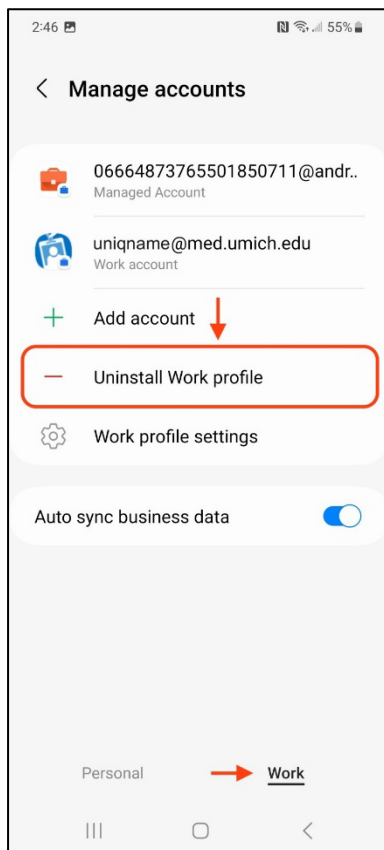 2:46 55%
Manage accounts
06664873765501850711@andr..
Managed Account
uniqname@med.umich.edu
Work account
Add account
Uninstall Work profile
Work profile settings
Auto sync business data
Personal Work